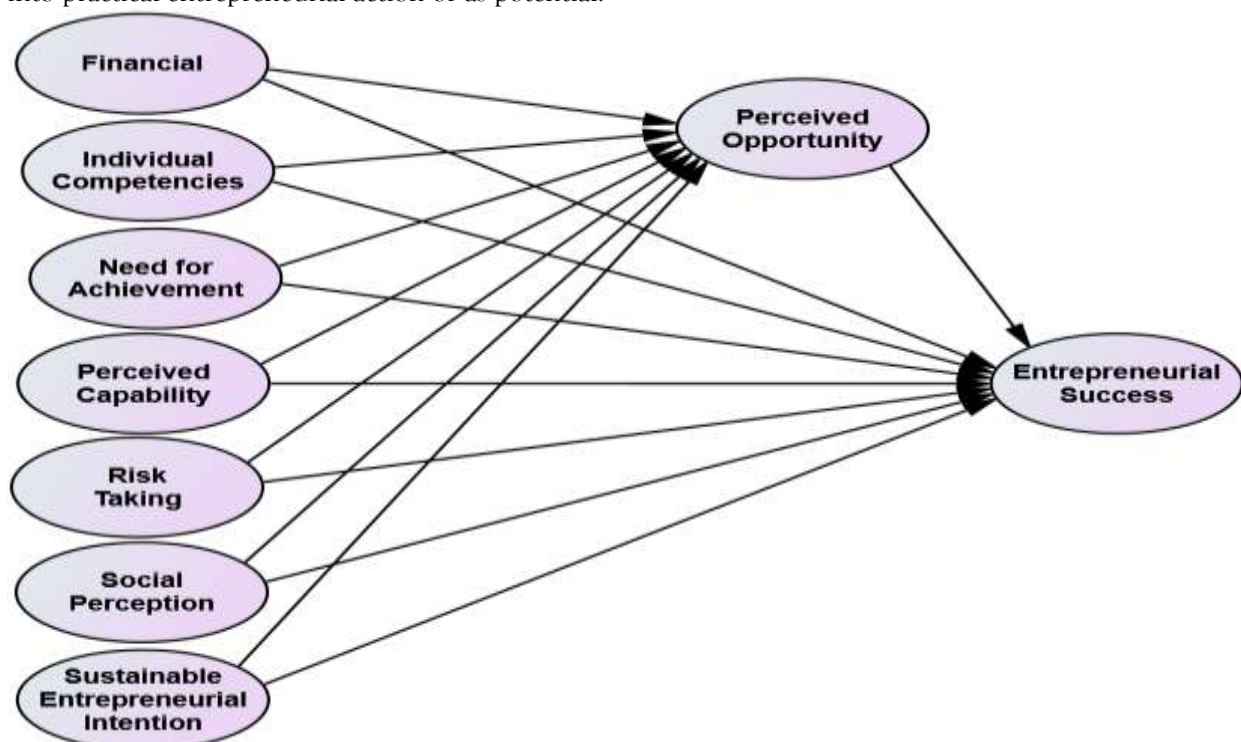 into practical entrepreneurial action or as potential.
Financial
Perceived
Opportunity
Individual
Competencies
Need for
Achievement
Perceived
Capability
Entrepreneurial
Success
Risk
Taking
Social
Perception
Sustainable
Entrepreneurial
Intention